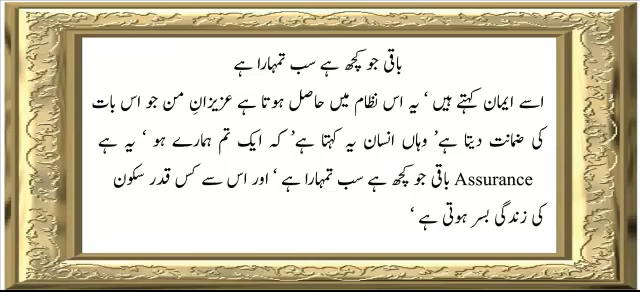 باقی جو کچھ ہے سب تمہارا ہے
اسے ایمان کہتے ہیں ‘ یہ اس نظام میں حاصل ہوتا ہے عزیزانِ من جو اس بات
کی ضمانت دیتا ہے’ وہاں انسان یہ کہتا ہے’ کہ ایک تم ہمارے ہو ‘ یہ ہے
Assurance باقی جو کچھ ہے سب تمہارا ہے ‘ اور اس سے کس قدر سکون
کی زندگی بسر ہوتی ہے ‘